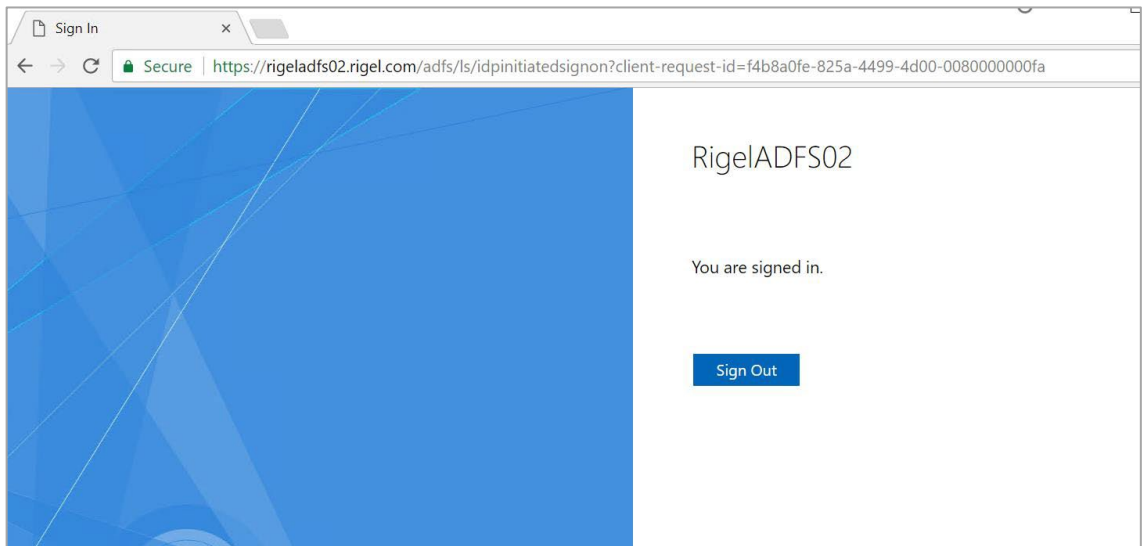 Sign In
Secure https://rigeladfs02.rigel.com/adfs/ls/idpinitiatedsignon?client-request-id=f4b8a0fe-825a-4499-4d00-0080000000fa
RigelADFS02
You are signed in.
Sign Out